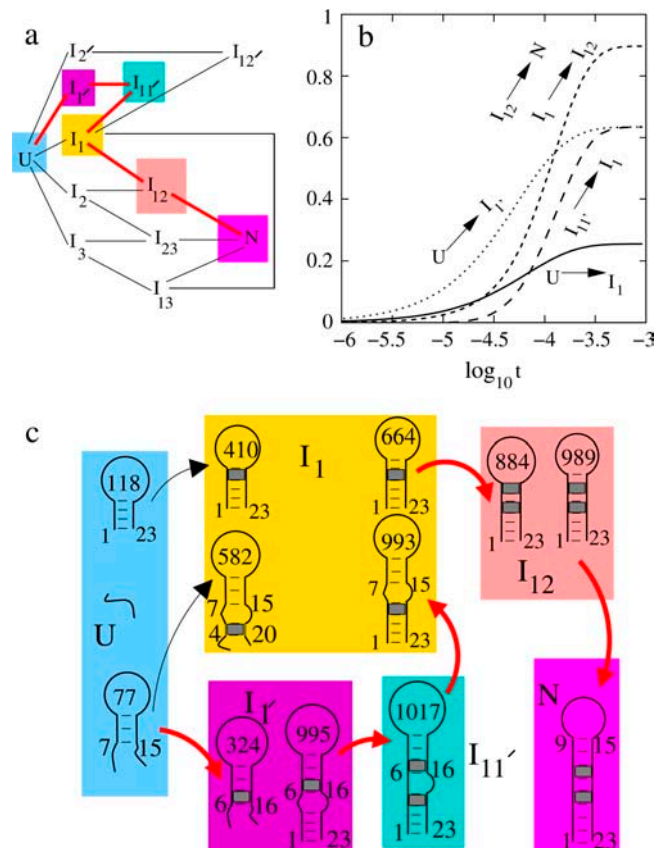 a
I2′
I12′
I1′
I11′
U
I1
I2
I12
I3
I23
N
I13
b
1
0.8
0.6
0.4
0.2
0
I12 → N
I1 → I12
U → I1′
I11′ → I1
U → I1
−6 −5.5 −5 −4.5 −4 −3.5 −3
log10 t
c
118
1 23
U
77
7 15
410
1 23
I1
664
1 23
582
7 15
4 20
993
7 15
1 23
884
1 23
989
1 23
I12
I1′
324
6 16
995
6 16
1 23
1017
6 16
1 23
I11′
N
9 15
1 23